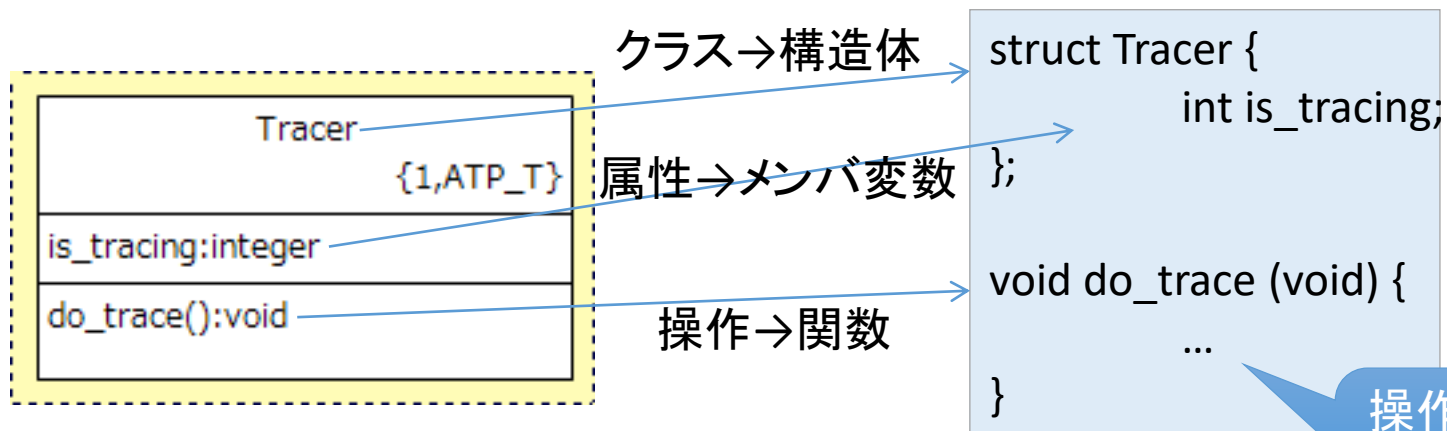 Tracer
{1,ATP_T}
is_tracing:integer
do_trace():void
クラス→構造体
属性→メンバ変数
操作→関数
struct Tracer {
int is_tracing;
};
void do_trace (void) {
…
}
操作